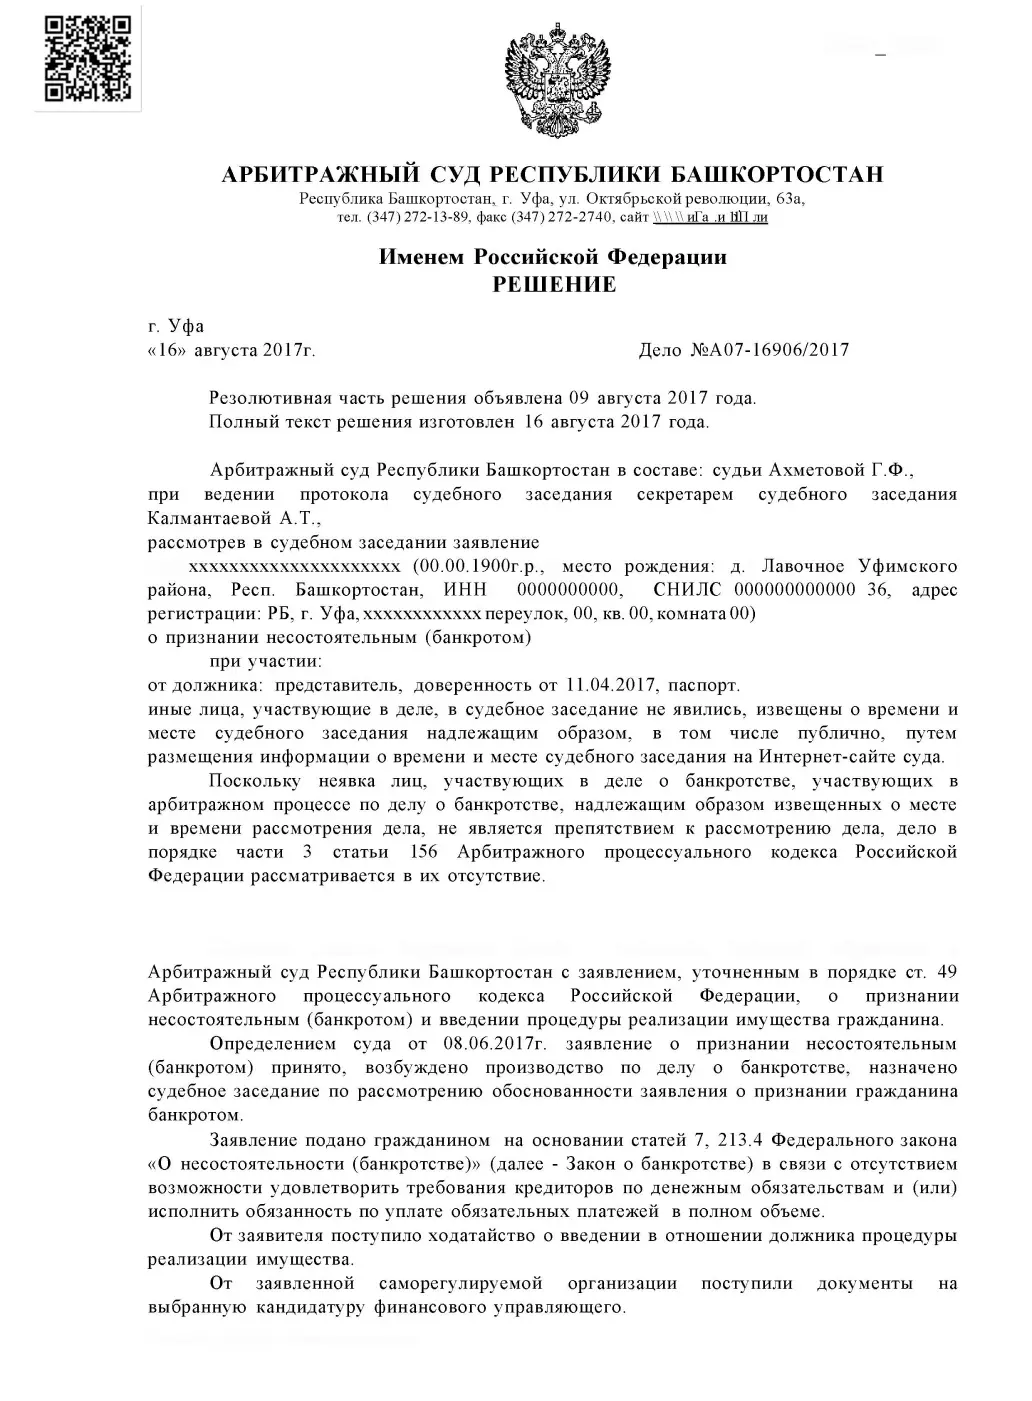 АРБИТРАЖНЫЙ СУД РЕСПУБЛИКИ БАШКОРТОСТАН
Республика Башкортостан, г. Уфа, ул. Октябрьской революции, 63а,
тел. (347) 272-13-89, факс (347) 272-2740, сайт
Именем Российской Федерации
РЕШЕНИЕ
г. Уфа
«16» августа 2017г. Дело №А07-16906/2017
Резолютивная часть решения объявлена 09 августа 2017 года.
Полный текст решения изготовлен 16 августа 2017 года.
Арбитражный суд Республики Башкортостан в составе: судьи Ахметовой Г.Ф.,
при ведении протокола судебного заседания секретарем судебного заседания
Калмантаевой А.Т.,
рассмотрев в судебном заседании заявление
ххххххххххххххххххххх (00.00.1900г.р., место рождения: д. Лавочное Уфимского
района, Респ. Башкортостан, ИНН 0000000000, СНИЛС 000000000000 36, адрес
регистрации: РБ, г. Уфа, хххххххххххх переулок, 00, кв. 00, комната 00)
о признании несостоятельным (банкротом)
при участии:
от должника: представитель, доверенность от 11.04.2017, паспорт.
иные лица, участвующие в деле, в судебное заседание не явились, извещены о времени и
месте судебного заседания надлежащим образом, в том числе публично, путем
размещения информации о времени и месте судебного заседания на Интернет-сайте суда.
Поскольку неявка лиц, участвующих в деле о банкротстве, участвующих в
арбитражном процессе по делу о банкротстве, надлежащим образом извещенных о месте
и времени рассмотрения дела, не является препятствием к рассмотрению дела, дело в
порядке части 3 статьи 156 Арбитражного процессуального кодекса Российской
Федерации рассматривается в их отсутствие.
Арбитражный суд Республики Башкортостан с заявлением, уточненным в порядке ст. 49
Арбитражного процессуального кодекса Российской Федерации, о признании
несостоятельным (банкротом) и введении процедуры реализации имущества гражданина.
Определением суда от 08.06.2017г. заявление о признании несостоятельным
(банкротом) принято, возбуждено производство по делу о банкротстве, назначено
судебное заседание по рассмотрению обоснованности заявления о признании гражданина
банкротом.
Заявление подано гражданином на основании статей 7, 213.4 Федерального закона
«О несостоятельности (банкротстве)» (далее - Закон о банкротстве) в связи с отсутствием
возможности удовлетворить требования кредиторов по денежным обязательствам и (или)
исполнить обязанность по уплате обязательных платежей в полном объеме.
От заявителя поступило ходатайство о введении в отношении должника процедуры
реализации имущества.
От заявленной саморегулируемой организации поступили документы на
выбранную кандидатуру финансового управляющего.